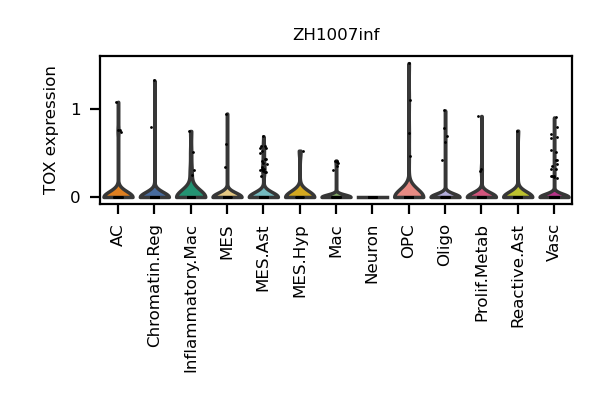 ZH1007inf
TOX expression
1
0
AC
Chromatin.Reg
Inflammatory.Mac
MES
MES.Ast
MES.Hyp
Mac
Neuron
OPC
Oligo
Prolif.Metab
Reactive.Ast
Vasc